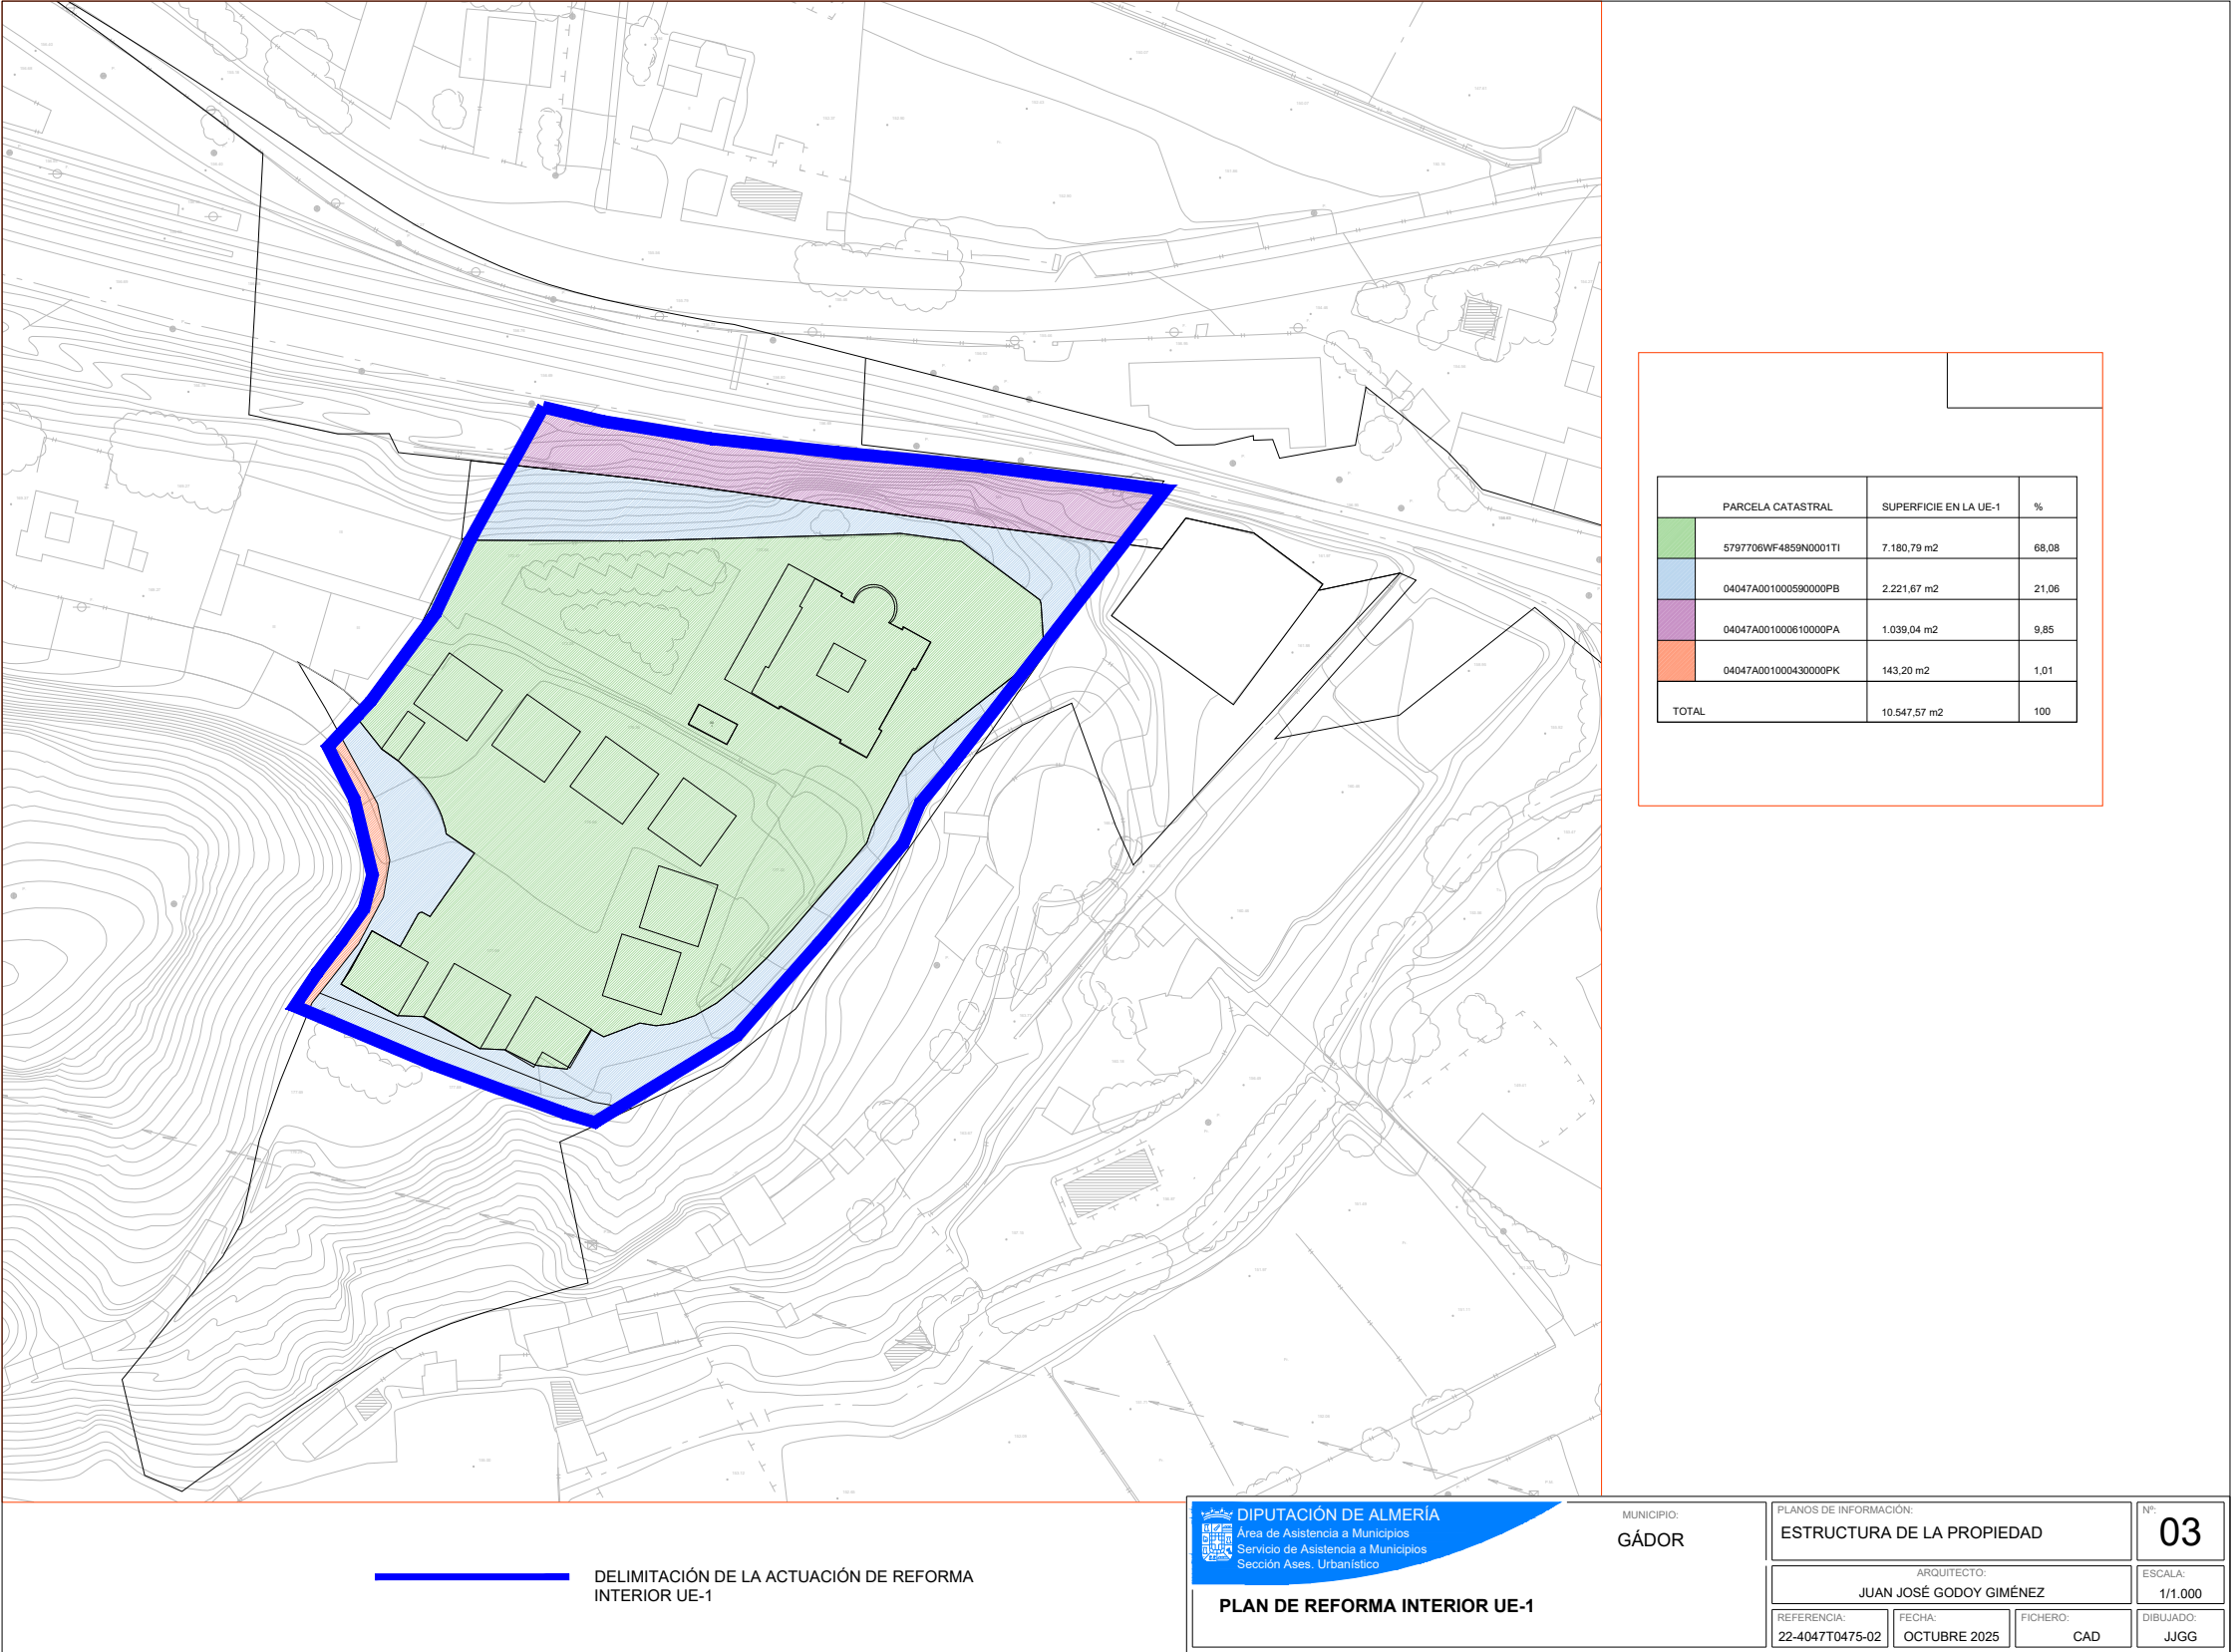 PARCELA CATASTRAL SUPERFICIE EN LA UE-1 %
5797706WF4859N0001TI 7.180,79 m2 68,08
04047A001000590000PB 2.221,67 m2 21,06
04047A001000610000PA 1.039,04 m2 9,85
04047A001000430000PK 143,20 m2 1,01
TOTAL 10.547,57 m2 100
DELIMITACIÓN DE LA ACTUACIÓN DE REFORMA
INTERIOR UE-1
DIPUTACIÓN DE ALMERÍA
Área de Asistencia a Municipios
Servicio de Asistencia a Municipios
Sección Ases. Urbanístico
PLAN DE REFORMA INTERIOR UE-1
MUNICIPIO:
GÁDOR
PLANOS DE INFORMACIÓN:
ESTRUCTURA DE LA PROPIEDAD
Nº:
03
ARQUITECTO:
JUAN JOSÉ GODOY GIMÉNEZ
ESCALA:
1/1.000
REFERENCIA:
22-4047T0475-02
FECHA:
OCTUBRE 2025
FICHERO:
CAD
DIBUJADO:
JJGG